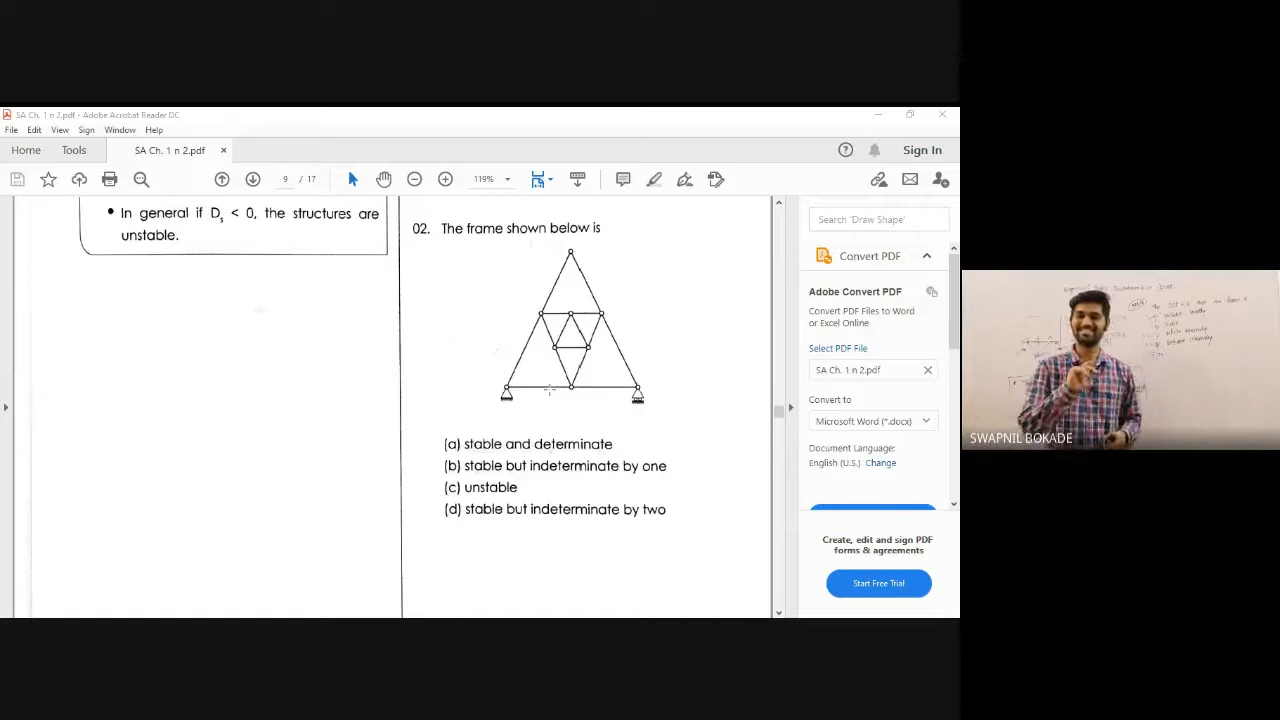 SA Ch. 1 n 2.pdf - Adobe Acrobat Reader DC
File Edit View Sign Window Help
Home Tools SA Ch. 1 n 2.pdf × Sign In
9 / 17 119%
• In general if Ds < 0, the structures are
unstable.
02. The frame shown below is
(a) stable and determinate
(b) stable but indeterminate by one
(c) unstable
(d) stable but indeterminate by two
Search 'Draw Shape'
Convert PDF
Adobe Convert PDF
Convert PDF Files to Word
or Excel Online
Select PDF File
SA Ch. 1 n 2.pdf
Convert to
Microsoft Word (*.docx)
Document Language:
English (U.S.) Change
Create, edit and sign PDF
forms & agreements
Start Free Trial
SWAPNIL BOKADE